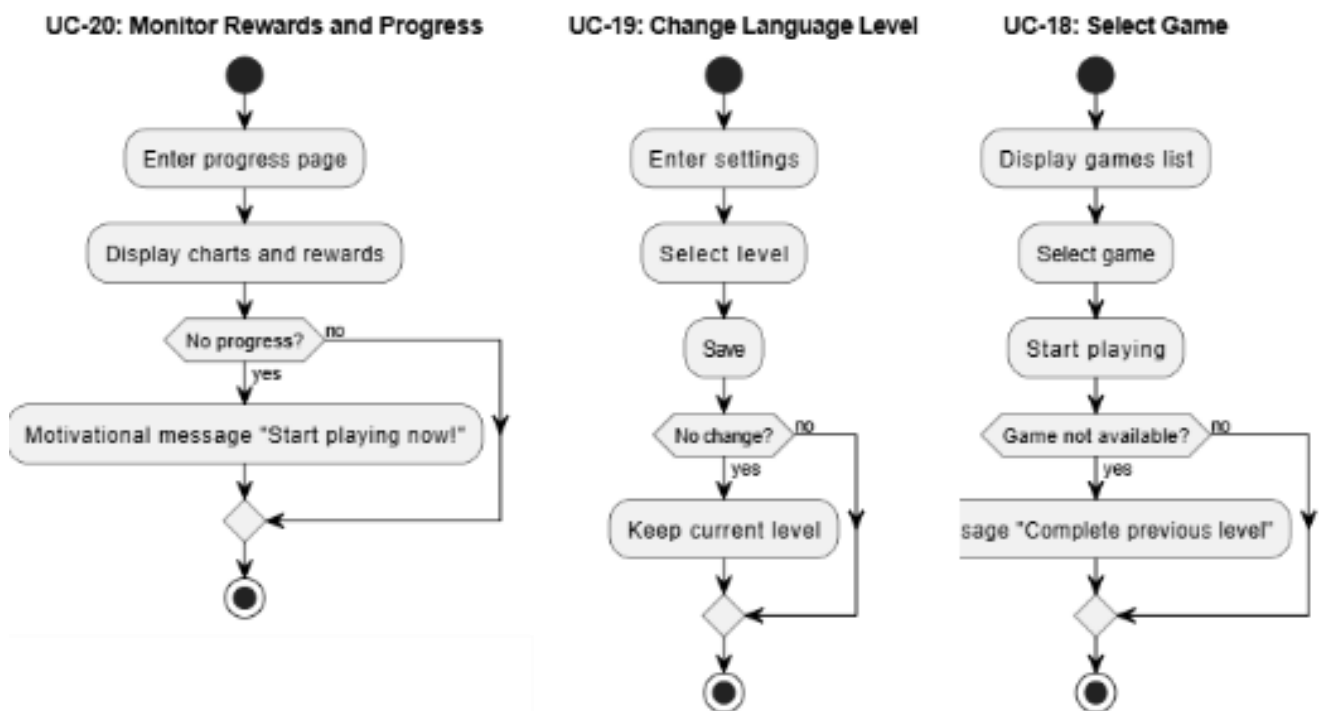 UC-20: Monitor Rewards and Progress
Enter progress page
Display charts and rewards
No progress?
no
yes
Motivational message "Start playing now!"
UC-19: Change Language Level
Enter settings
Select level
Save
No change?
no
yes
Keep current level
UC-18: Select Game
Display games list
Select game
Start playing
Game not available?
no
yes
sage "Complete previous level"